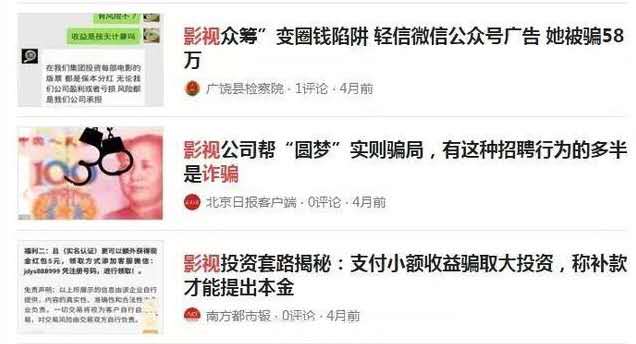 有风险不?
收益是按天计算吗
在我们集团投资每部电影的
版票 都是保本分红 无论我
们公司盈利或者亏损 风险都
是我们公司承担
影视众筹”变圈钱陷阱 轻信微信公众号广告 她被骗58
万
广饶县检察院·1评论·4月前
100
影视公司帮“圆梦”实则骗局，有这种招聘行为的多半
是诈骗
北京日报客户端·0评论·4月前
福利二：且《实名认证》更可以额外获得现
金红包5元，领取方式添加客服微信：
jdys888999 凭注册号码，进行领取！
免责声明：以上所展示的信息由该企业自行
提供，内容的真实性、准确性和合法性
业负责。一切交易将视为客户自行
易，对交易风险由交易双方自行负责。
影视投资套路揭秘：支付小额收益骗取大投资，称补款
才能提出本金
南方都市报·0评论·4月前